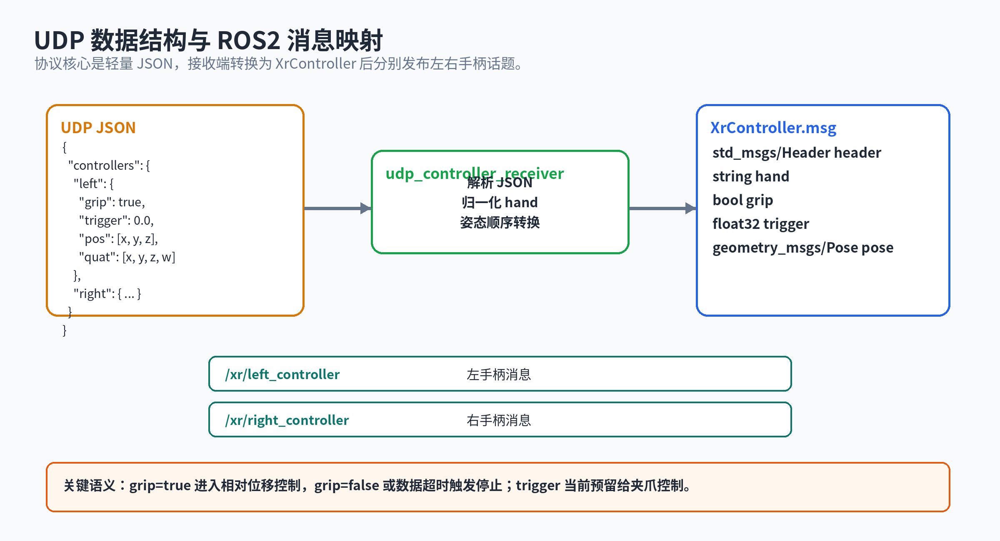 UDP 数据结构与 ROS2 消息映射
协议核心是轻量 JSON，接收端转换为 XrController 后分别发布左右手柄话题。
UDP JSON
{
"controllers": {
"left": {
"grip": true,
"trigger": 0.0,
"pos": [x, y, z],
"quat": [x, y, z, w]
},
"right": { ... }
}
}
udp_controller_receiver
解析 JSON
归一化 hand
姿态顺序转换
XrController.msg
std_msgs/Header header
string hand
bool grip
float32 trigger
geometry_msgs/Pose pose
/xr/left_controller 左手柄消息
/xr/right_controller 右手柄消息
关键语义：grip=true 进入相对位移控制，grip=false 或数据超时触发停止；trigger 当前预留给夹爪控制。